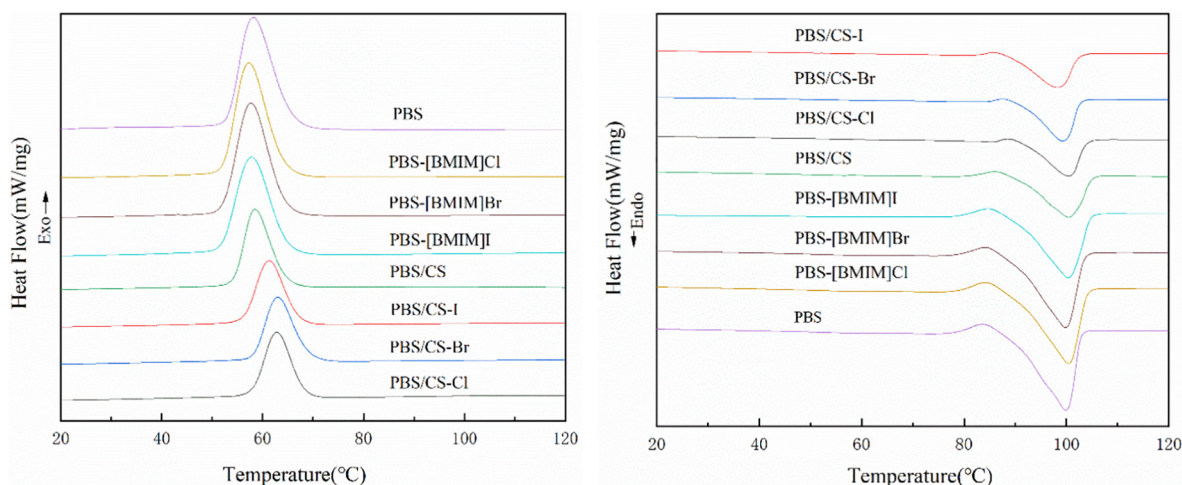 Heat Flow(mW/mg)
Exo→
PBS
PBS-[BMIM]Cl
PBS-[BMIM]Br
PBS-[BMIM]I
PBS/CS
PBS/CS-I
PBS/CS-Br
PBS/CS-Cl
20 40 60 80 100 120
Temperature(℃)
Heat Flow(mW/mg)
←Endo
PBS/CS-I
PBS/CS-Br
PBS/CS-Cl
PBS/CS
PBS-[BMIM]I
PBS-[BMIM]Br
PBS-[BMIM]Cl
PBS
20 40 60 80 100 120
Temperature(℃)